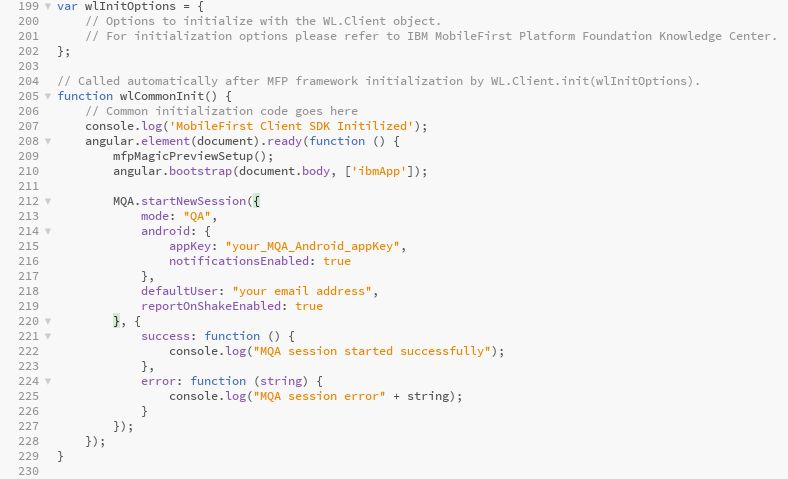 199 ▼ var wlInitOptions = {
200 // Options to initialize with the WL.Client object.
201 // For initialization options please refer to IBM MobileFirst Platform Foundation Knowledge Center.
202 };
203
204 // Called automatically after MFP framework initialization by WL.Client.init(wlInitOptions).
205 ▼ function wlCommonInit() {
206 // Common initialization code goes here
207 console.log('MobileFirst Client SDK Initilized');
208 ▼ angular.element(document).ready(function () {
209 mfpMagicPreviewSetup();
210 angular.bootstrap(document.body, ['ibmApp']);
211
212 ▼ MQA.startNewSession({
213 mode: "QA",
214 ▼ android: {
215 appKey: "your_MQA_Android_appKey",
216 notificationsEnabled: true
217 },
218 defaultUser: "your email address",
219 reportOnShakeEnabled: true
220 ▼ }, {
221 ▼ success: function () {
222 console.log("MQA session started successfully");
223 },
224 ▼ error: function (string) {
225 console.log("MQA session error" + string);
226 }
227 });
228 });
229 }
230